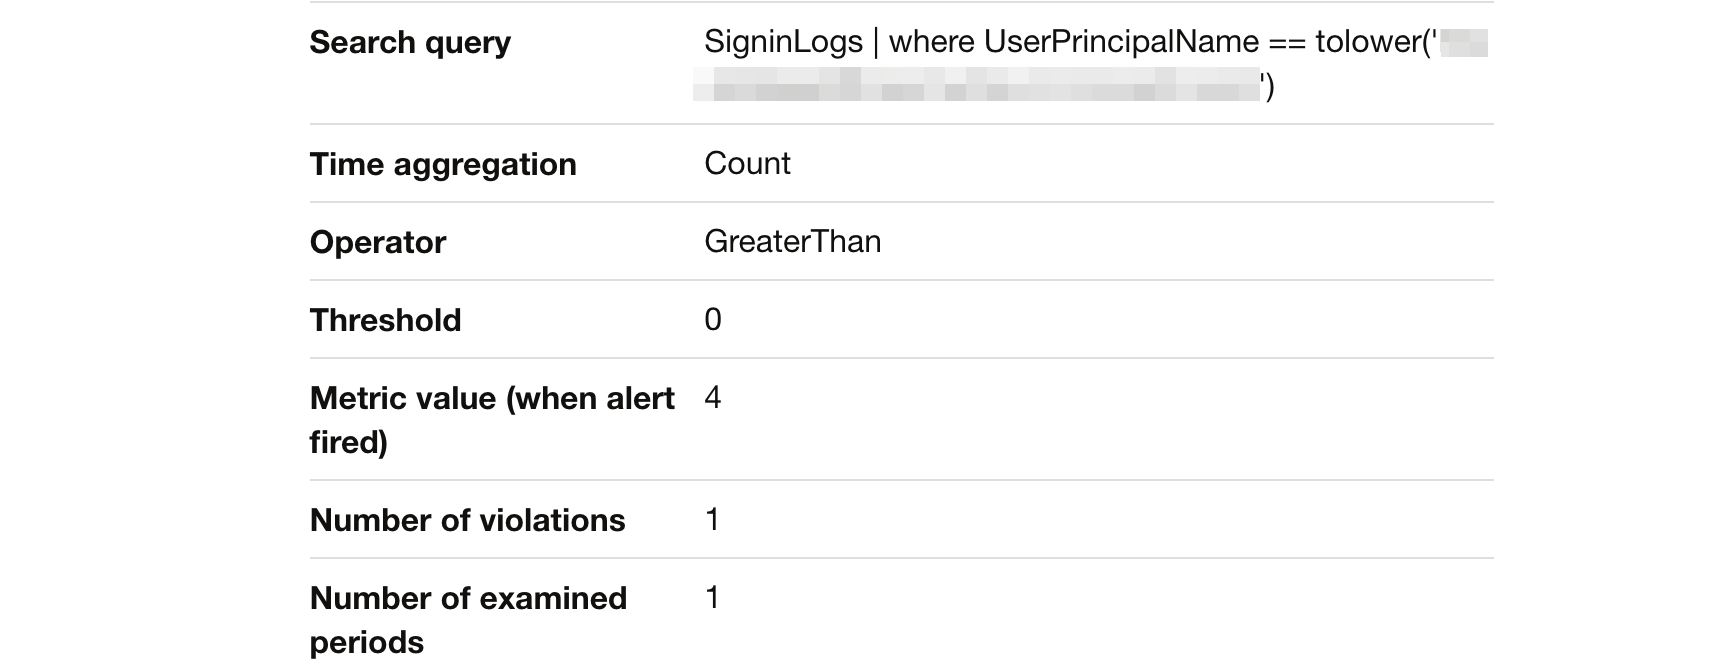 Search query
SigninLogs | where UserPrincipalName == tolower('
')
Time aggregation
Count
Operator
GreaterThan
Threshold
0
Metric value (when alert
fired)
4
Number of violations
1
Number of examined
periods
1